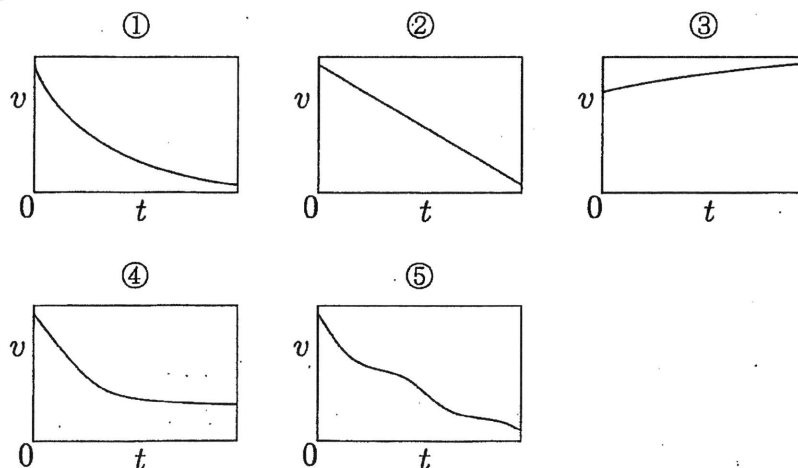 ① ② ③
v v v
0 t 0 t 0 t
④ ⑤
v v
0 t 0 t